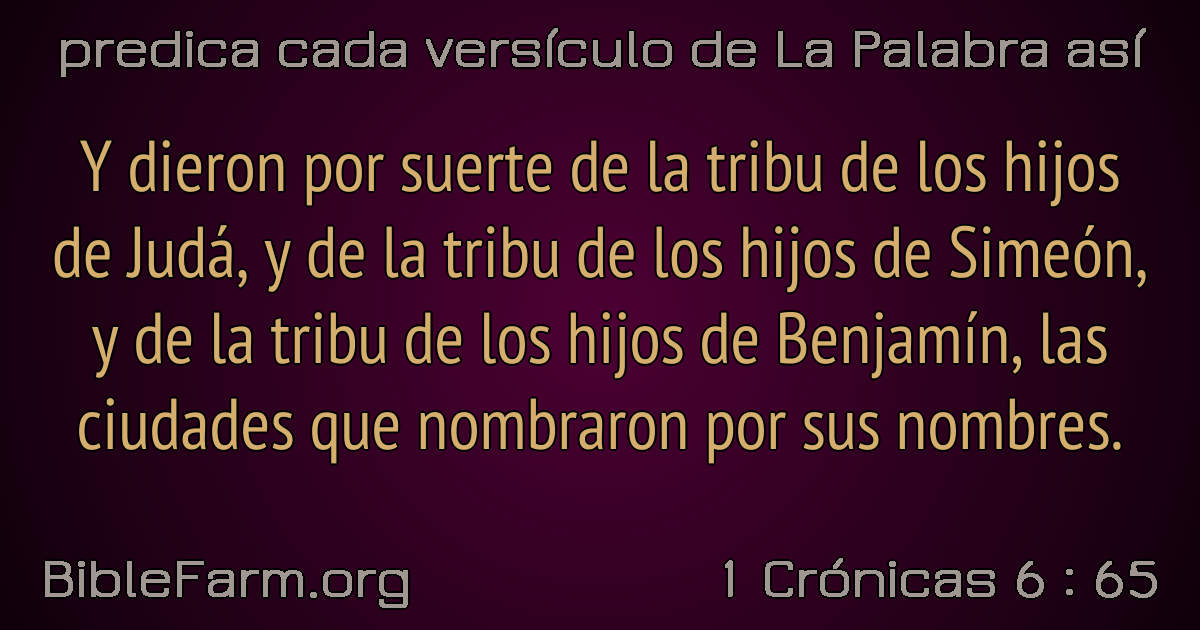 predica cada versículo de La Palabra así
Y dieron por suerte de la tribu de los hijos
de Judá, y de la tribu de los hijos de Simeón,
y de la tribu de los hijos de Benjamín, las
ciudades que nombraron por sus nombres.
BibleFarm.org
1 Crónicas 6 : 65